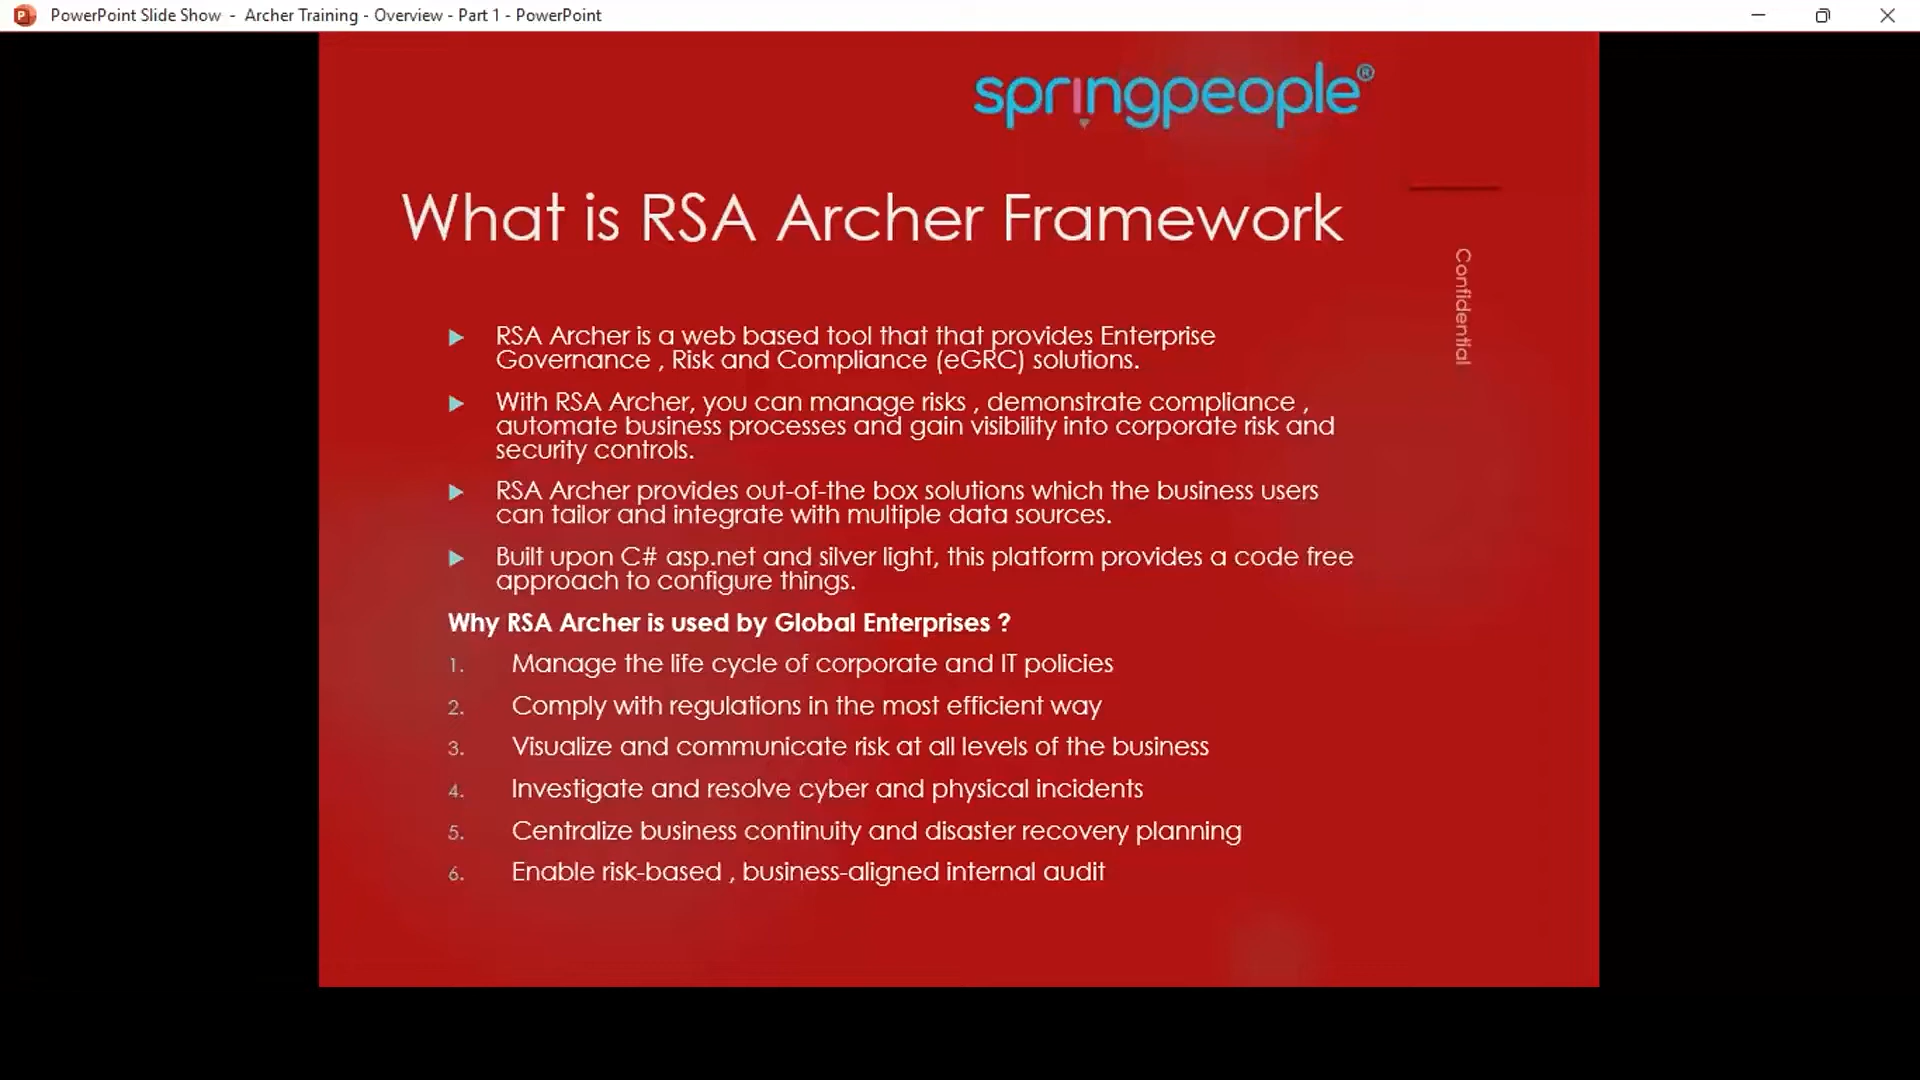 PowerPoint Slide Show - Archer Training - Overview - Part 1 - PowerPoint
springpeople®
What is RSA Archer Framework
Confidential
RSA Archer is a web based tool that that provides Enterprise
Governance , Risk and Compliance (eGRC) solutions.
With RSA Archer, you can manage risks , demonstrate compliance ,
automate business processes and gain visibility into corporate risk and
security controls.
RSA Archer provides out-of-the box solutions which the business users
can tailor and integrate with multiple data sources.
Built upon C# asp.net and silver light, this platform provides a code free
approach to configure things.
Why RSA Archer is used by Global Enterprises ?
1. Manage the life cycle of corporate and IT policies
2. Comply with regulations in the most efficient way
3. Visualize and communicate risk at all levels of the business
4. Investigate and resolve cyber and physical incidents
5. Centralize business continuity and disaster recovery planning
6. Enable risk-based , business-aligned internal audit